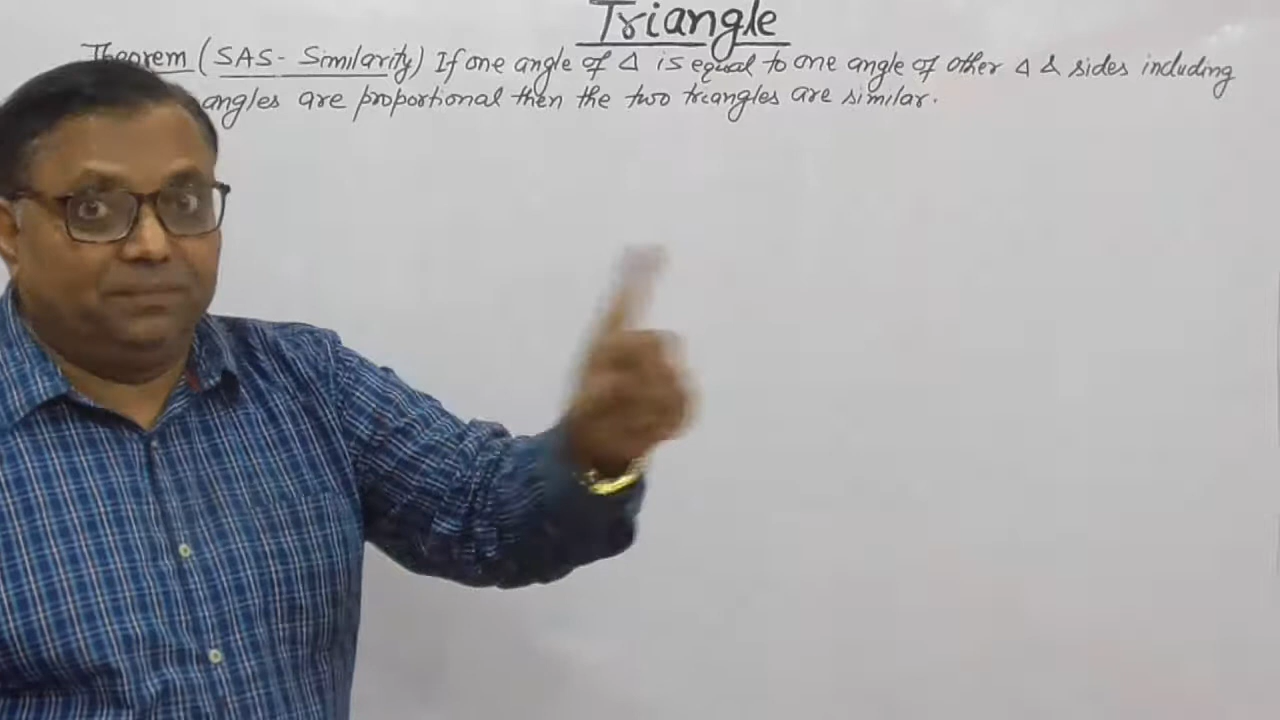 Triangle
Theorem (SAS- Similarity) If one angle of Δ is equal to one angle of other Δ & sides including
angles are proportional then the two triangles are similar.